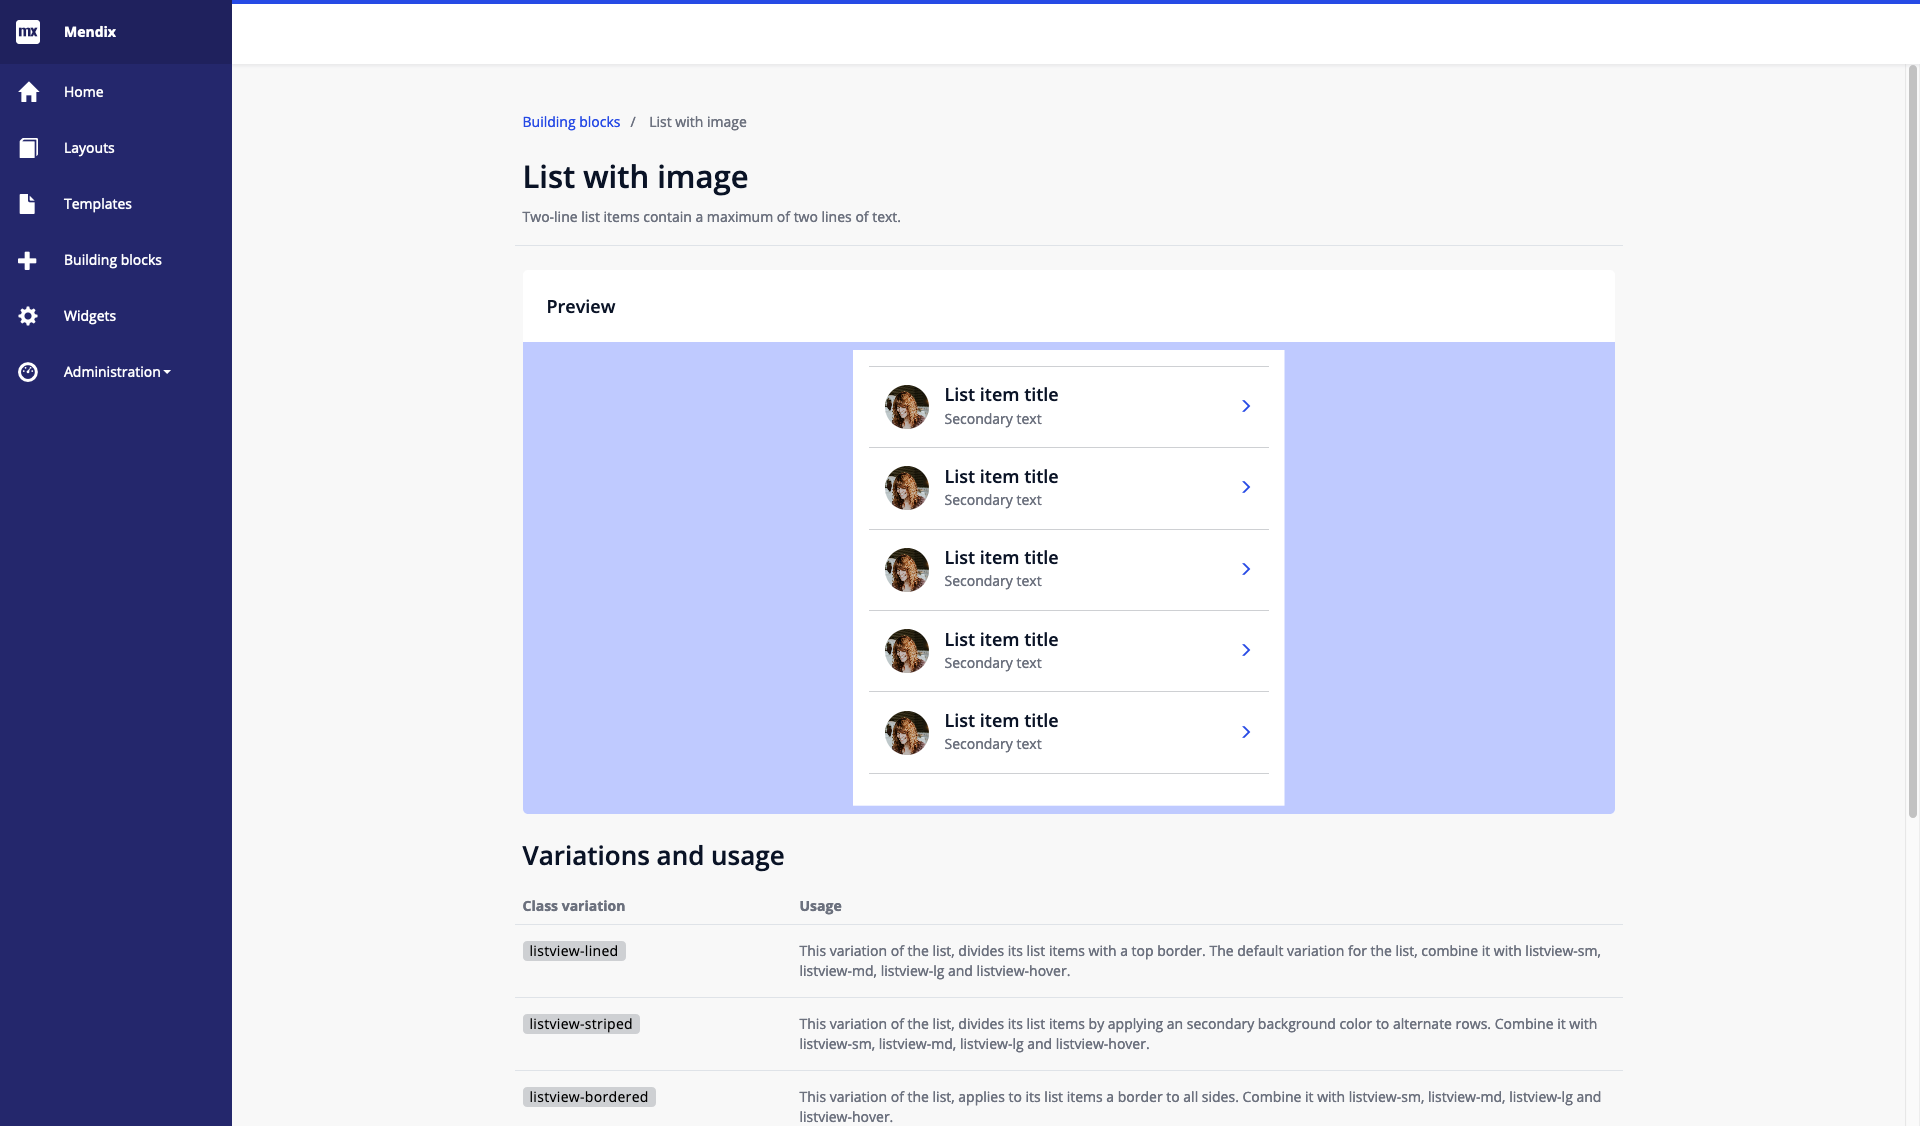 mx Mendix
Home
Layouts
Templates
Building blocks
Widgets
Administration
Building blocks / List with image
List with image
Two-line list items contain a maximum of two lines of text.
Preview
List item title
Secondary text
List item title
Secondary text
List item title
Secondary text
List item title
Secondary text
List item title
Secondary text
Variations and usage
Class variation Usage
listview-lined This variation of the list, divides its list items with a top border. The default variation for the list, combine it with listview-sm,
listview-md, listview-lg and listview-hover.
listview-striped This variation of the list, divides its list items by applying an secondary background color to alternate rows. Combine it with
listview-sm, listview-md, listview-lg and listview-hover.
listview-bordered This variation of the list, applies to its list items a border to all sides. Combine it with listview-sm, listview-md, listview-lg and
listview-hover.